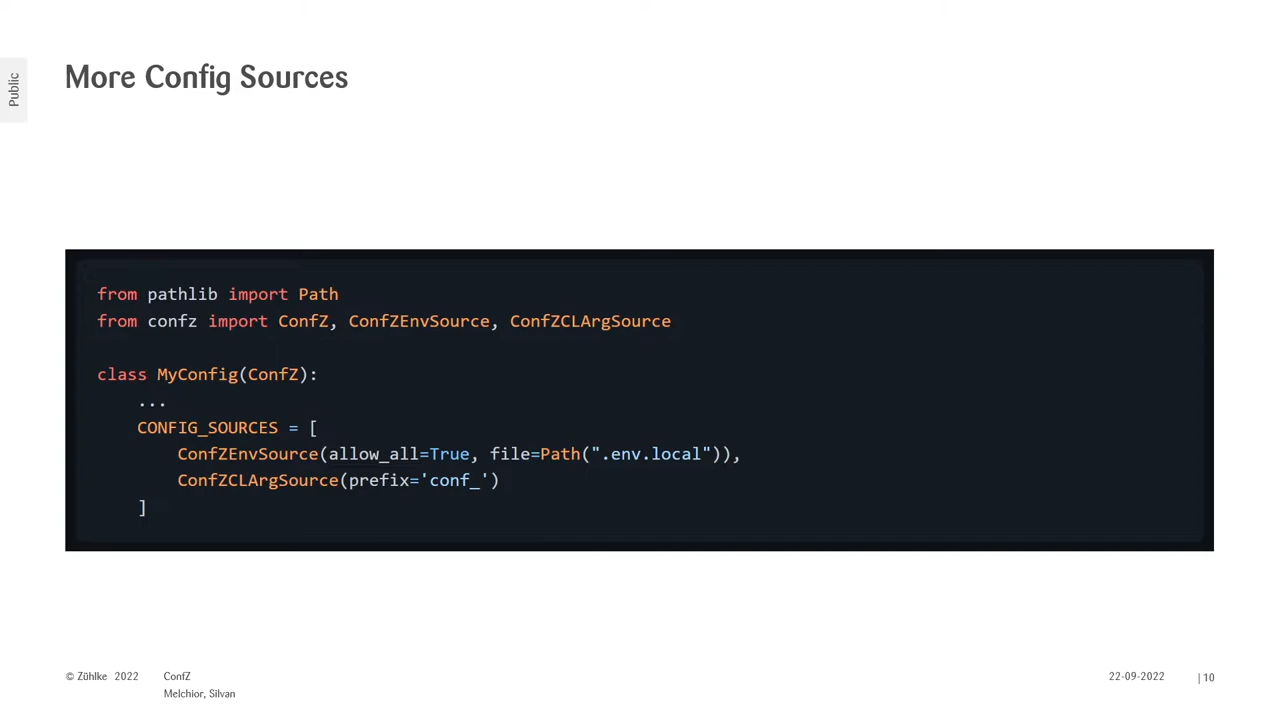 Public
More Config Sources
from pathlib import Path
from confz import ConfZ, ConfZEnvSource, ConfZCLArgSource
class MyConfig(ConfZ):
...
CONFIG_SOURCES = [
ConfZEnvSource(allow_all=True, file=Path(".env.local")),
ConfZCLArgSource(prefix='conf_')
]
© Zühlke 2022 ConfZ 22-09-2022 | 10
Melchior, Silvan